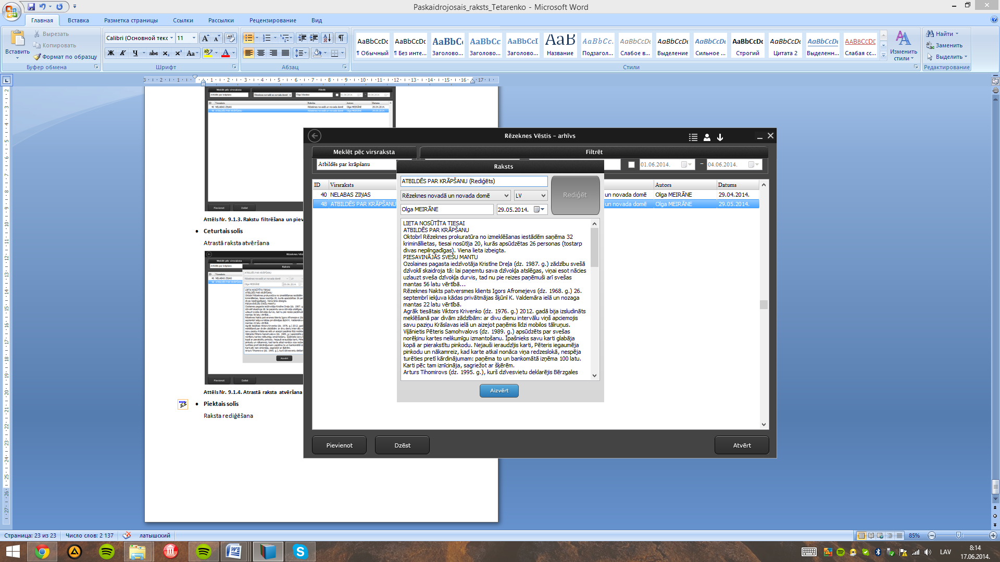 Paskaidrojosais_raksts_Tetarenko - Microsoft Word
Главная Вставка Разметка страницы Ссылки Рассылки Рецензирование Вид
Вставить
Вырезать
Копировать
Формат по образцу
Буфер обмена
Calibri (Основной текс 11
Шрифт
Абзац
AaBbCcDc AaBbCcDc AaBbC AaBbCc AaBbCcI AaB AaBbCc. AaBbCcDc AaBbCcDc AaBbCcDc AaBbCcDc AaBbCcDc AaBbCcDc AABBCCDE
¶ Обычный ¶ Без инте... Заголово... Заголово... Заголово... Название Подзагол... Слабое в... Выделение Сильное ... Строгий Цитата 2 Выделенн... Слабая сс...
Изменить стили
Стили
Найти
Заменить
Выделить
Редактирование
Attēls Nr. 9.1.3. Rakstu filtrēšana un piev
• Ceturtais solis
Atrastā raksta atvēršana
Attēls Nr. 9.1.4. Atrastā raksta atvēršana
• Piektais solis
Raksta rediģēšana
Rēzeknes Vēstis – arhīvs
Meklēt pēc virsraksta Filtrēt
Atbildēs par krāpšanu 01.06.2014. – 04.06.2014.
ID Virsraksts Autors Datums
40 NELABAS ZIŅAS un novada domē Olga MEIRĀNE 29.04.2014.
48 ATBILDĒS PAR KRĀPŠANU un novada domē Olga MEIRĀNE 29.05.2014.
Raksts
ATBILDĒS PAR KRĀPŠANU (Rediģēts)
Rēzeknes novadā un novada domē LV
Rediģēt
Olga MEIRĀNE 29.05.2014.
LIETA NOSŪTĪTA TIESAI
ATBILDĒS PAR KRĀPŠANU
Oktobrī Rēzeknes prokuratūra no izmeklēšanas iestādēm saņēma 32
krimināllietas, tiesai nosūtīja 20, kurās apsūdzētas 26 personas (tostarp
divas nepilngadīgas). Viena lieta izbeigta.
PIESAVINĀJĀS SVEŠU MANTU
Ozolaines pagasta iedzīvotāja Kristīne Dreļa (dz. 1987. g.) zādzību svešā
dzīvoklī skaidroja tā: lai paņemtu sava dzīvokļa atslēgas, viņai esot nācies
uzlauzt sveša dzīvokļa durvis, tad nu pie reizes paņēmuši arī svešas
mantas 56 latu vērtībā...
Rēzeknes Nakts patversmes klients Igors Afromejevs (dz. 1968. g.) 26.
septembrī iekļuva kādas privātmājas šķūnī K. Valdemāra ielā un nozaga
mantas 22 latu vērtībā.
Agrāk tiesātais Viktors Krivenko (dz. 1976. g.) 2012. gadā bija izsludināts
meklēšanā par divām zādzībām: ar divu dienu intervālu viņš apciemojis
savu paziņu Krāslavas ielā un aizejot paņēmis līdzi mobilos tālruņus.
Viļānietis Pēteris Samohvalovs (dz. 1989. g.) apsūdzēts par svešas
norēķinu kartes nelikumīgu izmantošanu. Īpašnieks savu karti glabāja
kopā ar pierakstītu pinkodu. Nejauši ieraudzījis karti, Pēteris iegaumēja
pinkodu un nākamreiz, kad karte atkal nonāca viņa redzeslokā, nespēja
turēties pretī kārdinājumam: paņēma to un bankomātā izņēma 100 latu.
Karti pēc tam iznīcināja, sagriežot ar šķērēm.
Arturs Tihomirovs (dz. 1995. g.), kurš dzīvesvietu deklarējis Bērzgales
Aizvērt
Pievienot Dzēst Atvērt
Страница: 23 из 23 Число слов: 2 137 латышский 85%
LAV 8:14
17.06.2014.